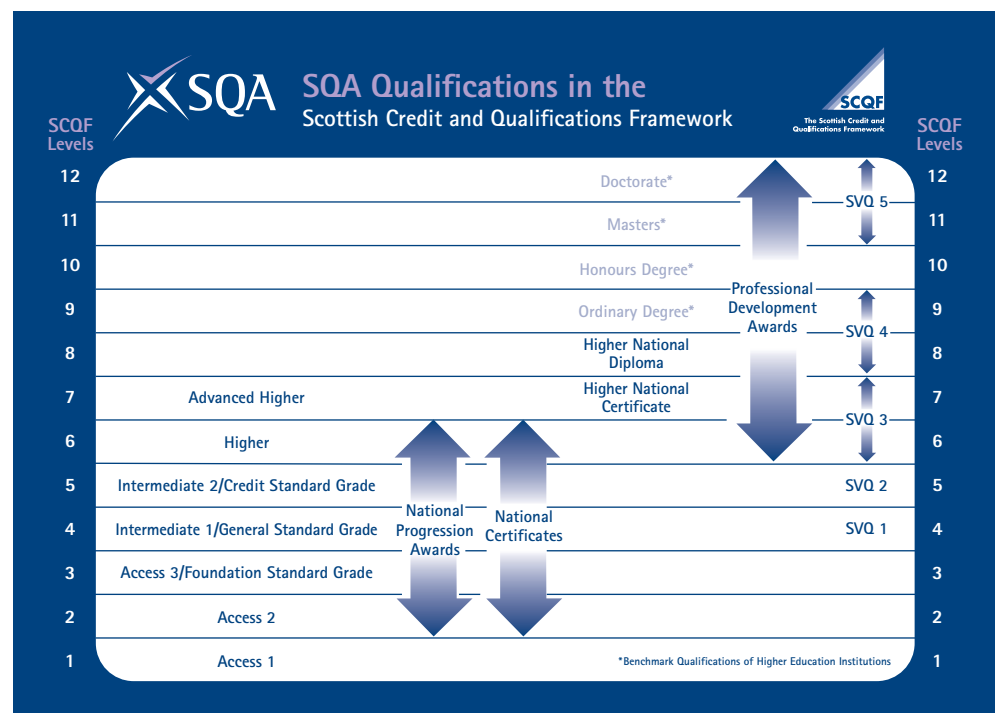 SQA
SQA Qualifications in the
Scottish Credit and Qualifications Framework
SCQF
The Scottish Credit and
Qualifications Framework
SCQF
Levels
SCQF
Levels
12
Doctorate*
12
SVQ 5
11
Masters*
11
10
Honours Degree*
10
Professional
Development
Awards
9
Ordinary Degree*
9
SVQ 4
8
Higher National
Diploma
8
7
Advanced Higher
Higher National
Certificate
7
SVQ 3
6
Higher
6
5
Intermediate 2/Credit Standard Grade
SVQ 2
5
National
Progression
Awards
National
Certificates
4
Intermediate 1/General Standard Grade
SVQ 1
4
3
Access 3/Foundation Standard Grade
3
2
Access 2
2
1
Access 1
*Benchmark Qualifications of Higher Education Institutions
1